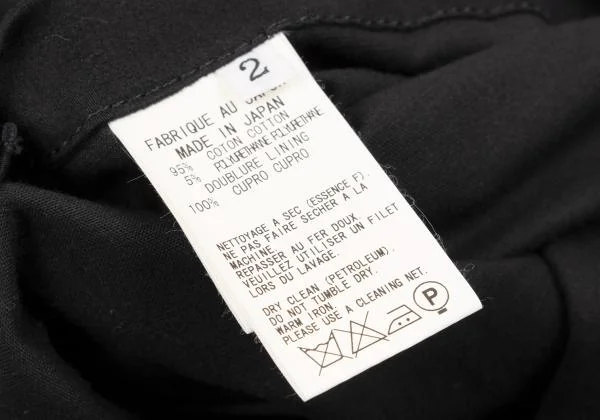 2
FABRIQUE AU JAPON
MADE IN JAPAN
95% COTON COTTON
5% POLYURETHANE POLYURETHANE
DOUBLURE LINING
100% CUPRO CUPRO
NETTOYAGE A SEC (ESSENCE F).
NE PAS FAIRE SECHER A LA
MACHINE.
REPASSER AU FER DOUX.
VEUILLEZ UTILISER UN FILET
LORS DU LAVAGE.
DRY CLEAN (PETROLEUM).
DO NOT TUMBLE DRY.
WARM IRON.
PLEASE USE A CLEANING NET.
P